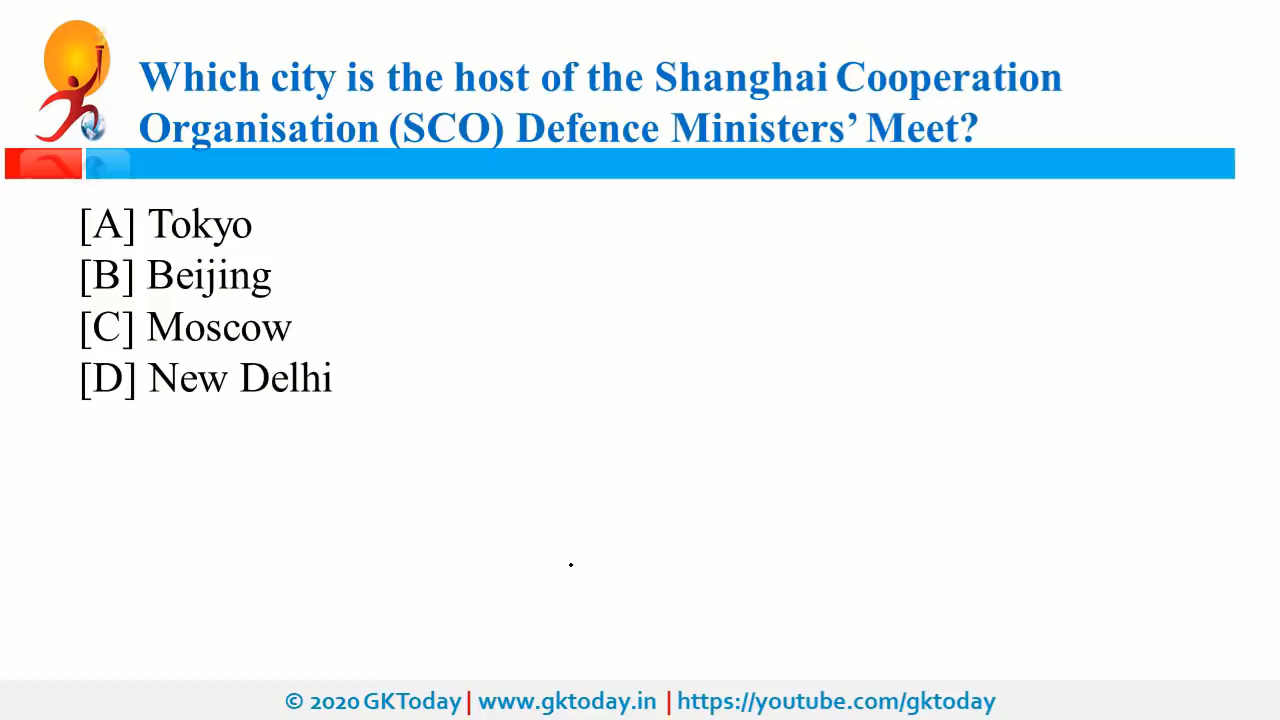 Which city is the host of the Shanghai Cooperation
Organisation (SCO) Defence Ministers’ Meet?
[A] Tokyo
[B] Beijing
[C] Moscow
[D] New Delhi
© 2020 GKToday | www.gktoday.in | https://youtube.com/gktoday